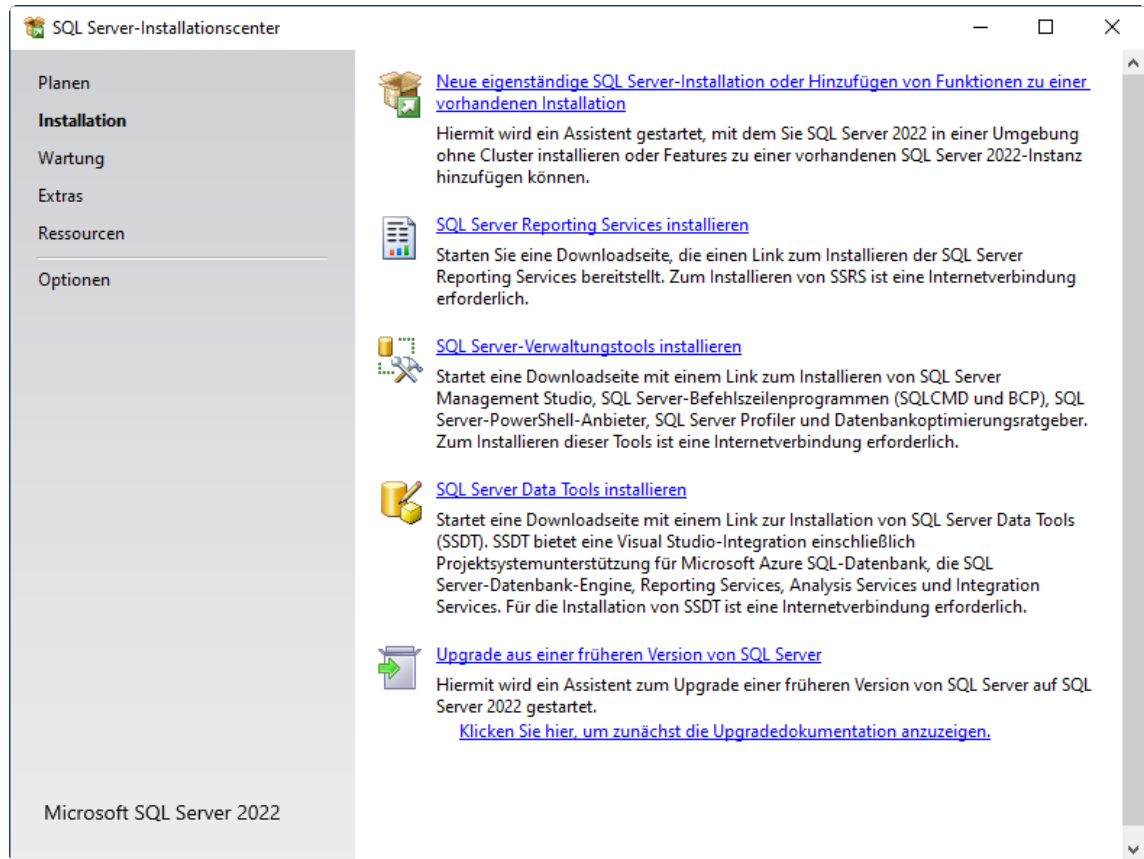 SQL Server-Installationscenter
Planen
Installation
Wartung
Extras
Ressourcen
Optionen
Microsoft SQL Server 2022
Neue eigenständige SQL Server-Installation oder Hinzufügen von Funktionen zu einer
vorhandenen Installation
Hiermit wird ein Assistent gestartet, mit dem Sie SQL Server 2022 in einer Umgebung
ohne Cluster installieren oder Features zu einer vorhandenen SQL Server 2022-Instanz
hinzufügen können.
SQL Server Reporting Services installieren
Starten Sie eine Downloadseite, die einen Link zum Installieren der SQL Server
Reporting Services bereitstellt. Zum Installieren von SSRS ist eine Internetverbindung
erforderlich.
SQL Server-Verwaltungstools installieren
Startet eine Downloadseite mit einem Link zum Installieren von SQL Server
Management Studio, SQL Server-Befehlszeilenprogrammen (SQLCMD und BCP), SQL
Server-PowerShell-Anbieter, SQL Server Profiler und Datenbankoptimierungsratgeber.
Zum Installieren dieser Tools ist eine Internetverbindung erforderlich.
SQL Server Data Tools installieren
Startet eine Downloadseite mit einem Link zur Installation von SQL Server Data Tools
(SSDT). SSDT bietet eine Visual Studio-Integration einschließlich
Projektsystemunterstützung für Microsoft Azure SQL-Datenbank, die SQL
Server-Datenbank-Engine, Reporting Services, Analysis Services und Integration
Services. Für die Installation von SSDT ist eine Internetverbindung erforderlich.
Upgrade aus einer früheren Version von SQL Server
Hiermit wird ein Assistent zum Upgrade einer früheren Version von SQL Server auf SQL
Server 2022 gestartet.
Klicken Sie hier, um zunächst die Upgradedokumentation anzuzeigen.